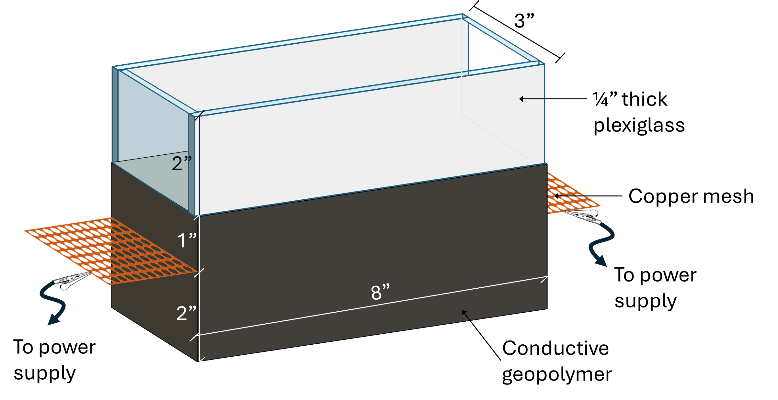 3”
¼” thick
plexiglass
2”
Copper mesh
1”
To power
supply
8”
2”
To power
supply
Conductive
geopolymer